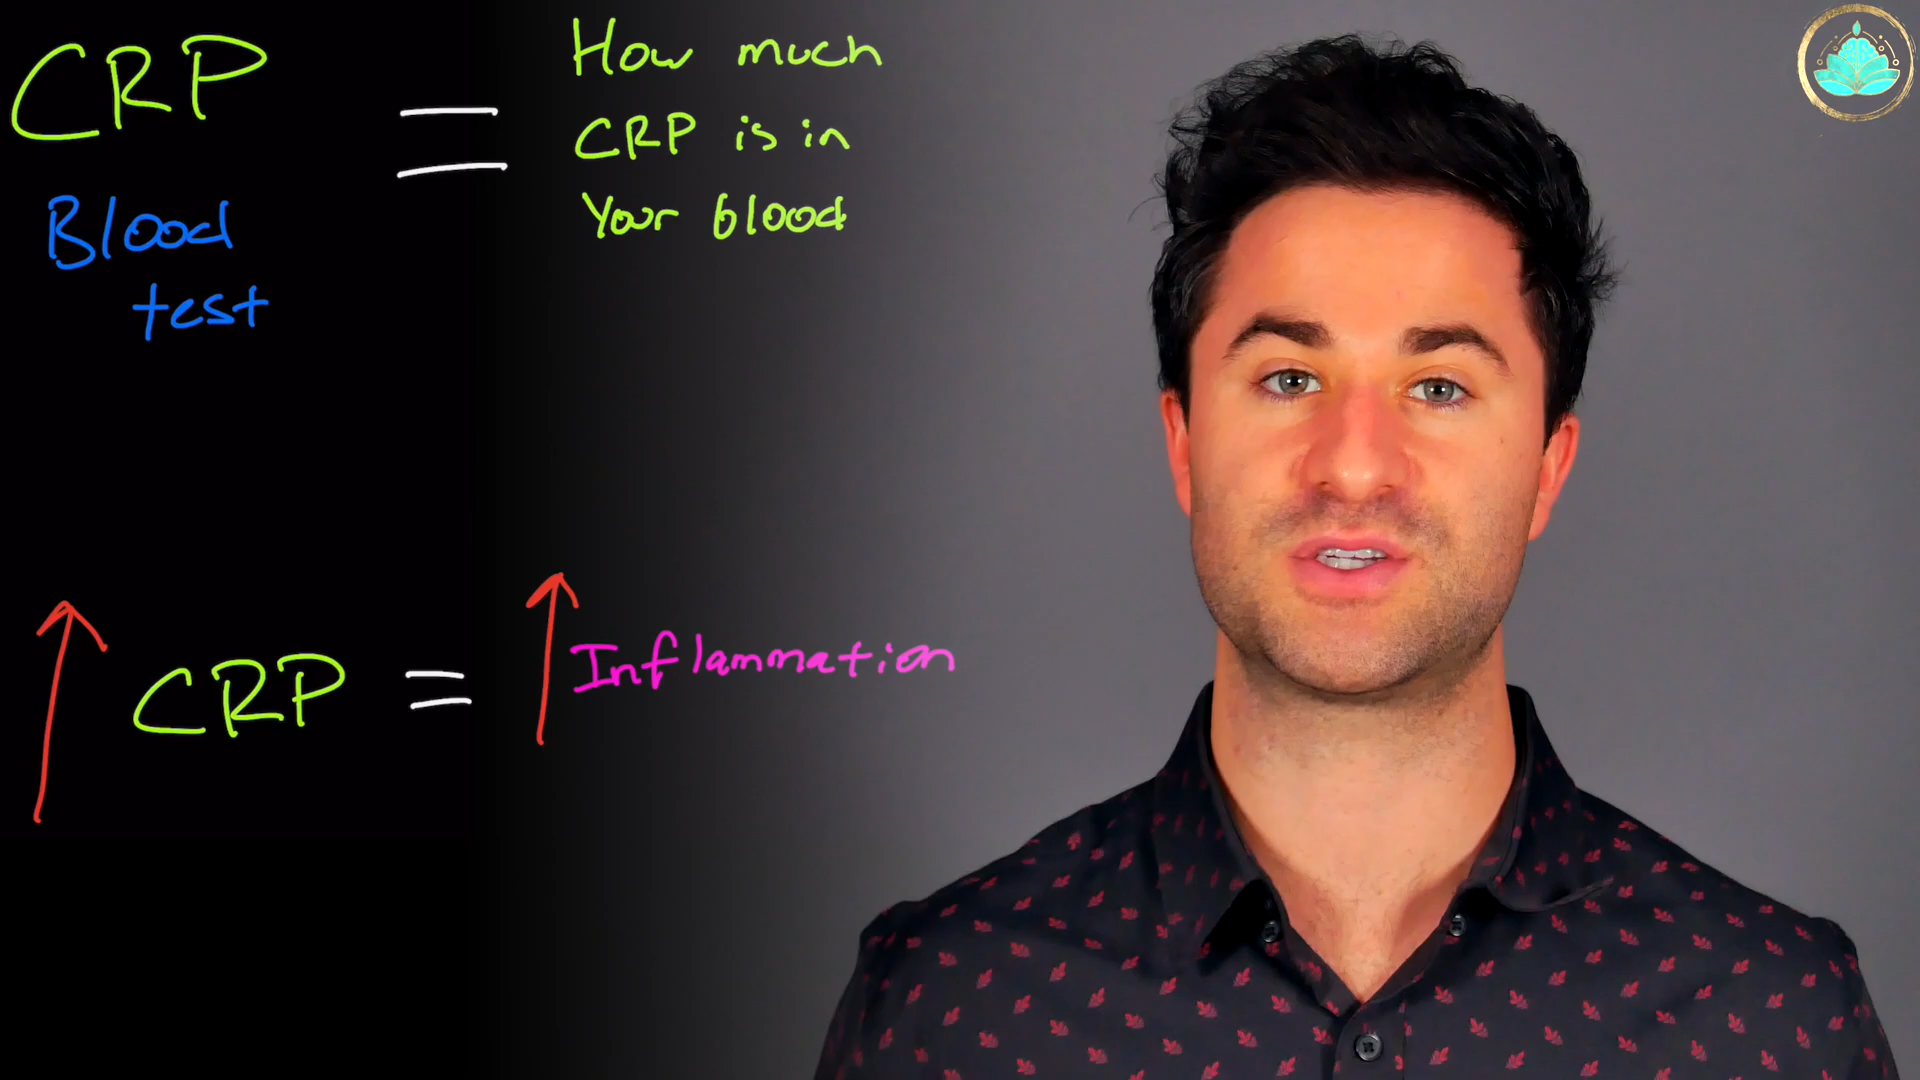 CRP
Blood
test
=
How much
CRP is in
Your blood
↑ CRP = ↑ Inflammation